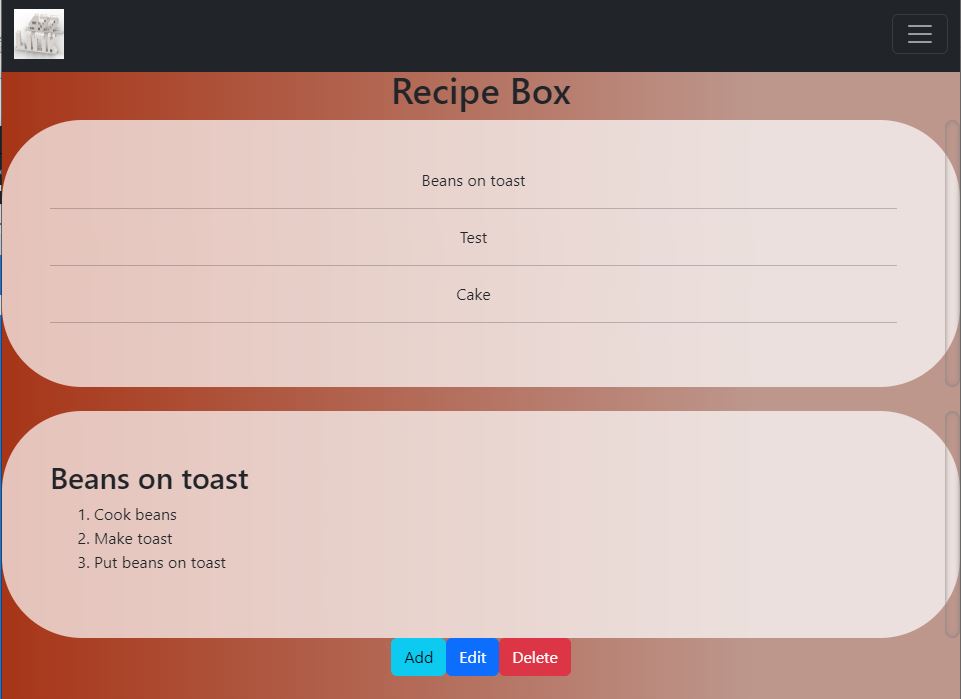 Recipe Box
Beans on toast
Test
Cake
Beans on toast
1. Cook beans
2. Make toast
3. Put beans on toast
Add Edit Delete